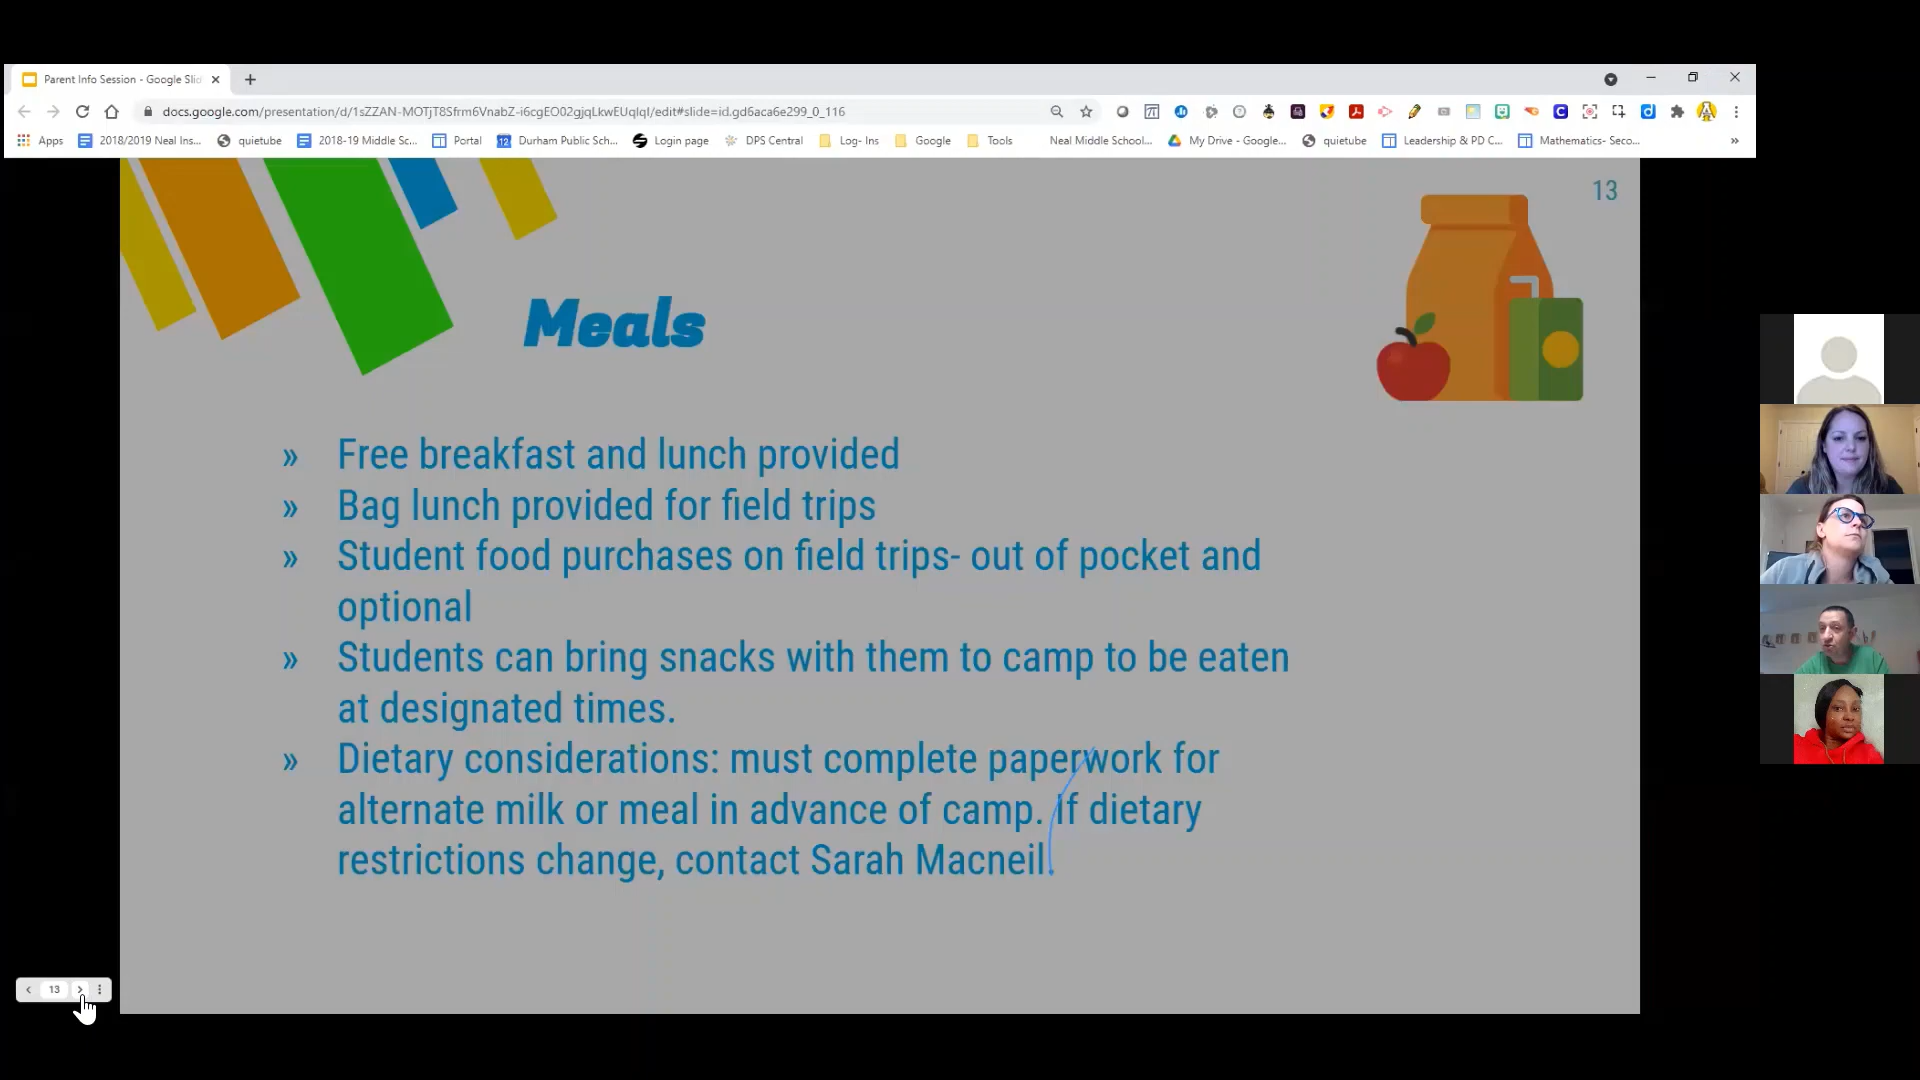 Parent Info Session - Google Slid
docs.google.com/presentation/d/1sZZAN-MOTjT8Sfrm6VnabZ-i6cgEO02gjqLkwEUqIqI/edit#slide=id.gd6aca6e299_0_116
Apps 2018/2019 Neal Ins... quietube 2018-19 Middle Sc... Portal 12 Durham Public Sch... Login page DPS Central Log- Ins Google Tools Neal Middle School... My Drive - Google... quietube Leadership & PD C... Mathematics- Seco... »
13
Meals
» Free breakfast and lunch provided
» Bag lunch provided for field trips
» Student food purchases on field trips- out of pocket and
optional
» Students can bring snacks with them to camp to be eaten
at designated times.
» Dietary considerations: must complete paperwork for
alternate milk or meal in advance of camp. If dietary
restrictions change, contact Sarah Macneil.
13